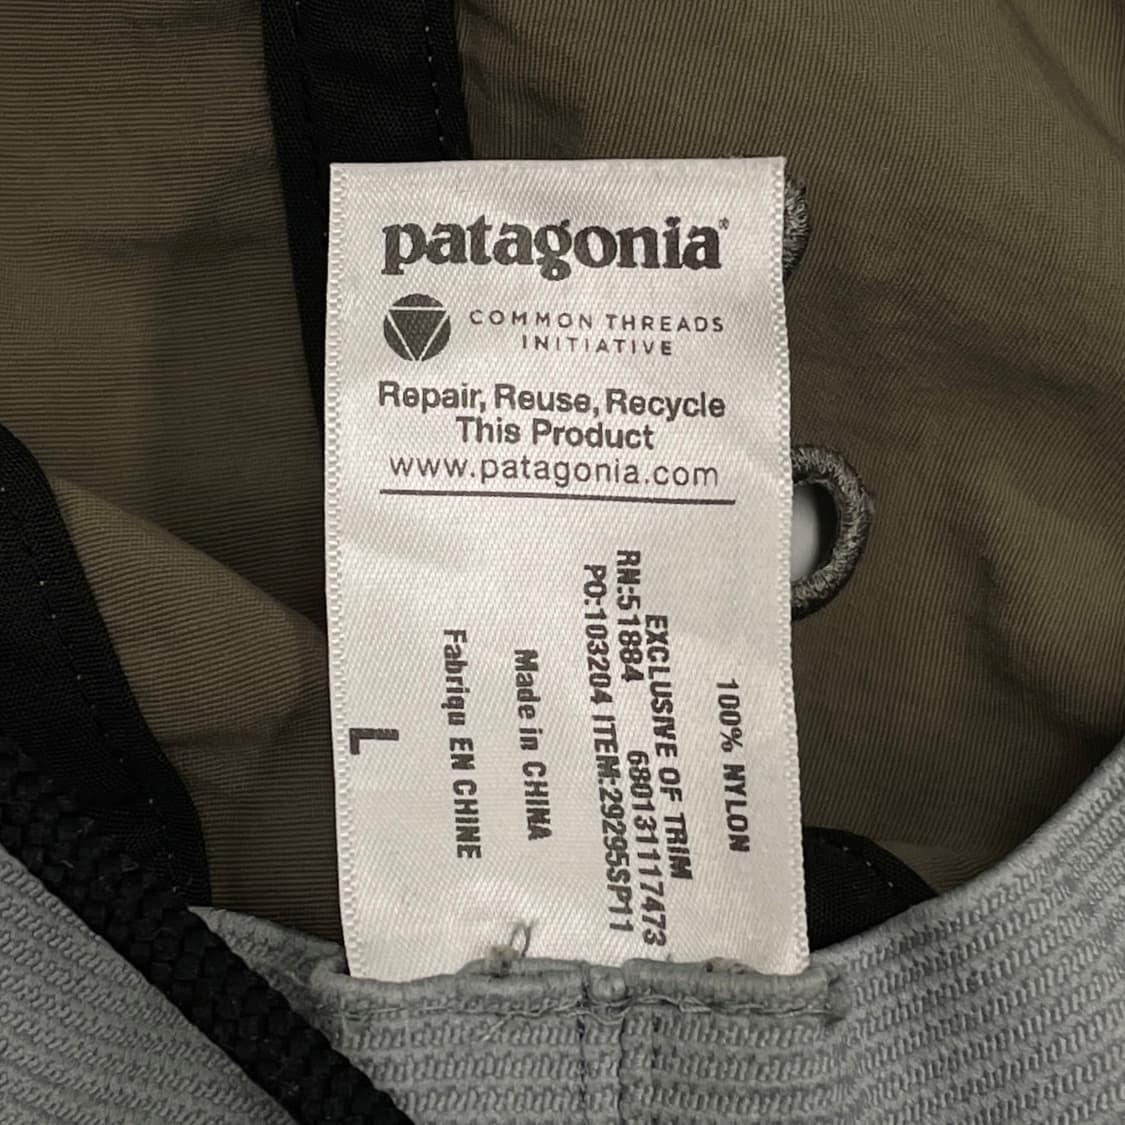 patagonia®
COMMON THREADS
INITIATIVE
Repair, Reuse, Recycle
This Product
www.patagonia.com
100% NYLON
EXCLUSIVE OF TRIM
RN:51884 680131117473
PO:103204 ITEM:29295SP11
Made in CHINA
Fabriqu EN CHINE
L